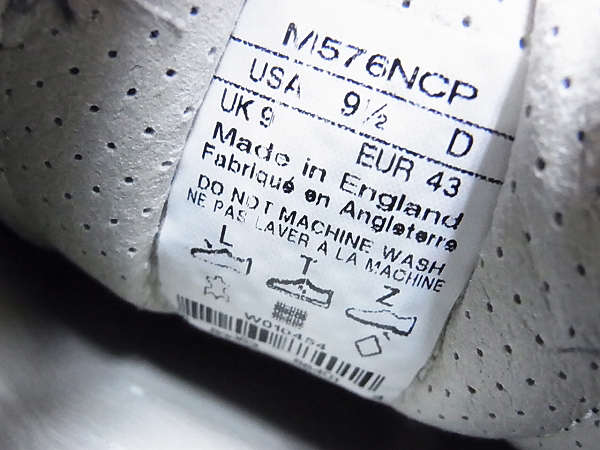 M576NCP
USA 9½ D
UK 9 EUR 43
Made in England
Fabriqué en Angleterre
DO NOT MACHINE WASH
NE PAS LAVER À LA MACHINE
L T Z
W010454